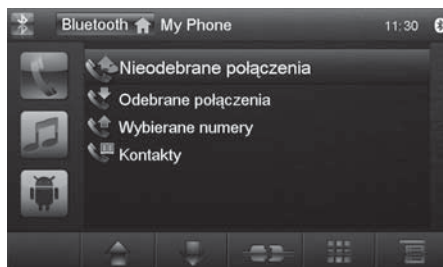 Bluetooth My Phone 11:30
Nieodebrane połączenia
Odebrane połączenia
Wybierane numery
Kontakty